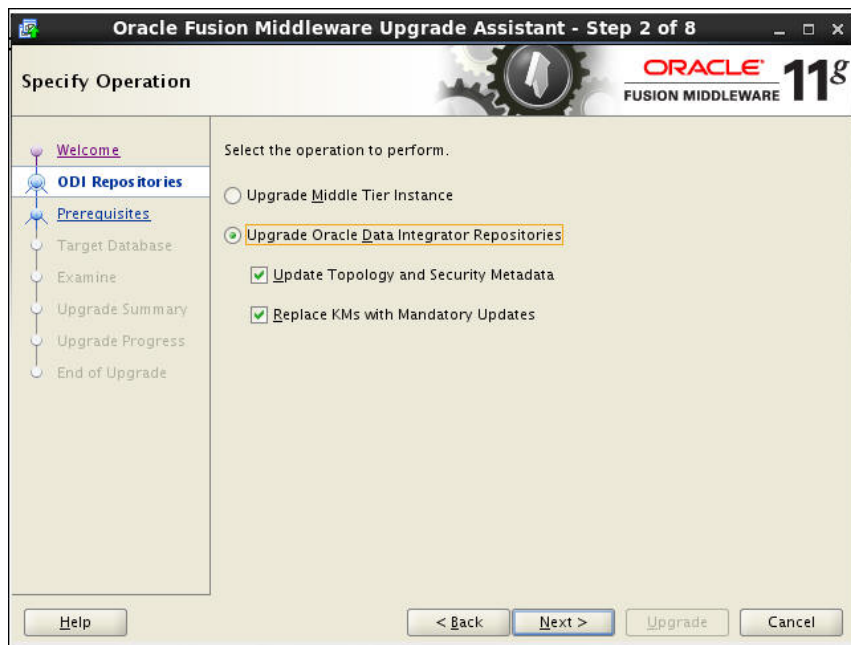 Oracle Fusion Middleware Upgrade Assistant - Step 2 of 8
Specify Operation
ORACLE
FUSION MIDDLEWARE 11g
Welcome
ODI Repositories
Prerequisites
Target Database
Examine
Upgrade Summary
Upgrade Progress
End of Upgrade
Select the operation to perform.
Upgrade Middle Tier Instance
Upgrade Oracle Data Integrator Repositories
Update Topology and Security Metadata
Replace KMs with Mandatory Updates
Help
< Back
Next >
Upgrade
Cancel